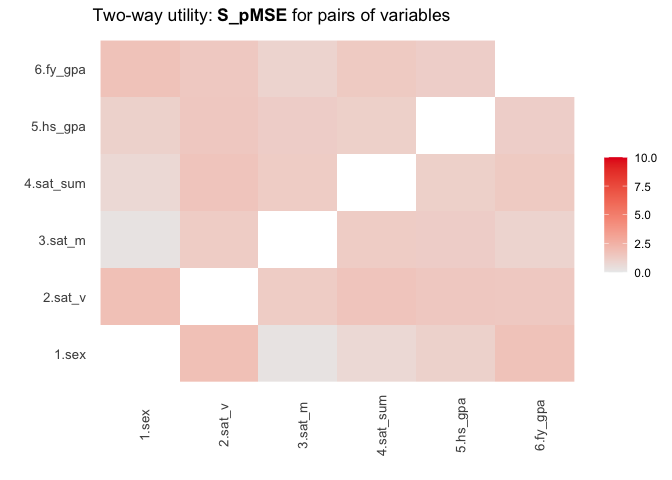 Two-way utility: S_pMSE for pairs of variables
6.fy_gpa
5.hs_gpa
4.sat_sum
3.sat_m
2.sat_v
1.sex
1.sex
2.sat_v
3.sat_m
4.sat_sum
5.hs_gpa
6.fy_gpa
10.0
7.5
5.0
2.5
0.0